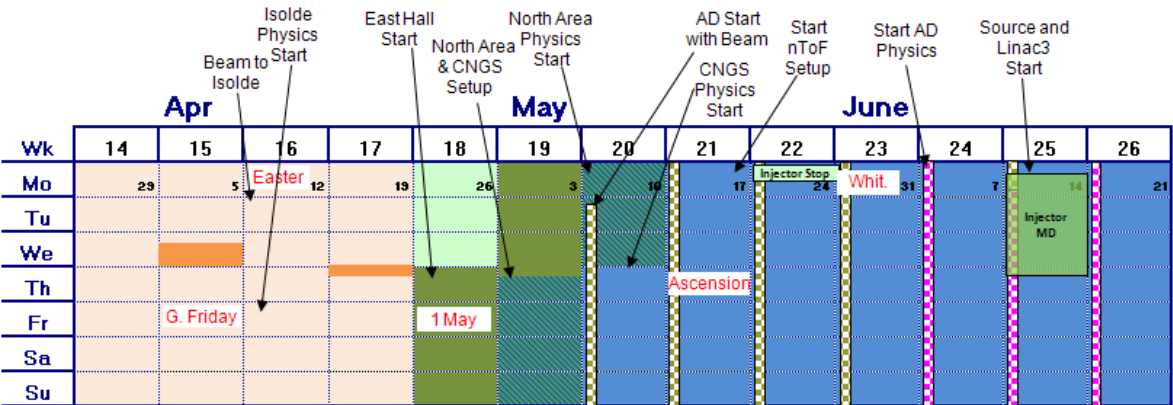 Isolde
Physics
Start
Beam to
Isolde
East Hall
Start
North Area
& CNGS
Setup
North Area
Physics
Start
AD Start
with Beam
CNGS
Physics
Start
Start
nToF
Setup
Start AD
Physics
Source and
Linac3
Start
Apr May June
Wk 14 15 16 17 18 19 20 21 22 23 24 25 26
Mo 29 5 Easter 12 19 26 3 10 17 Injector Stop 24 Whit. 31 7 14 21
Tu
Injector
MD
We
Th Ascension
Fr G. Friday 1 May
Sa
Su